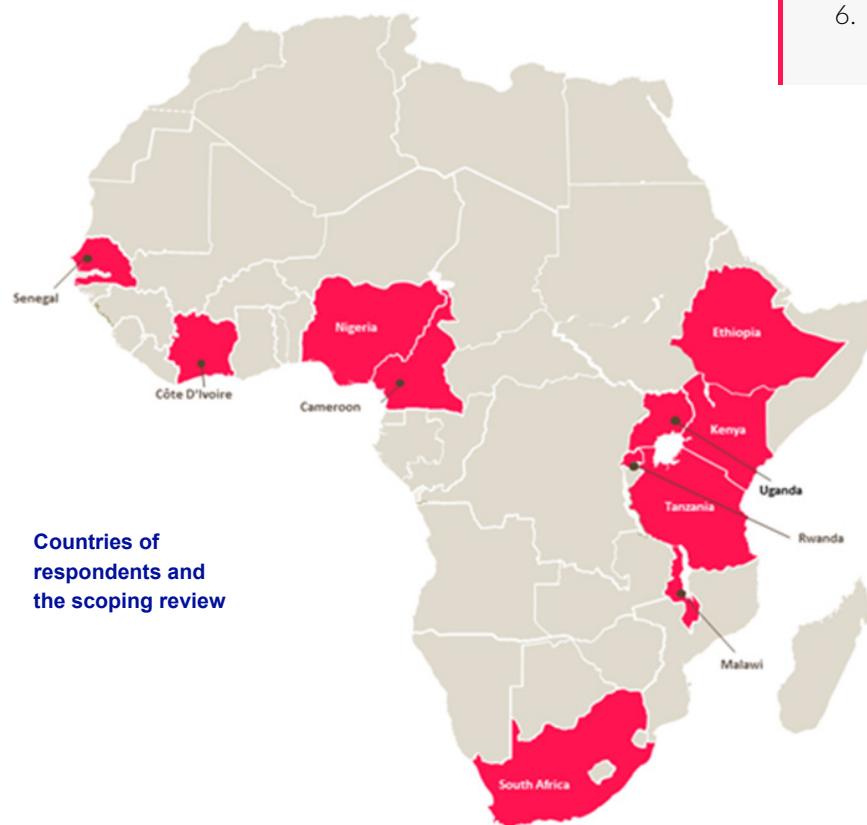 6.
Senegal
Nigeria
Ethiopia
Côte D'Ivoire
Cameroon
Kenya
Uganda
Tanzania
Rwanda
Countries of
respondents and
the scoping review
Malawi
South Africa